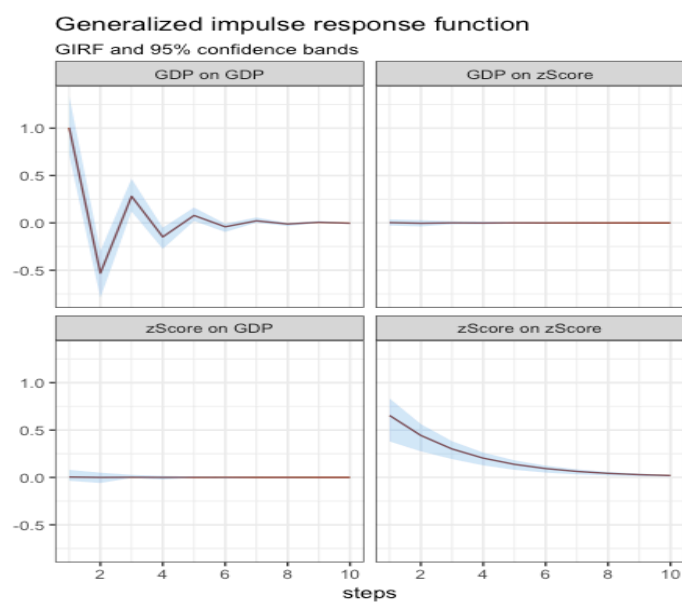 Generalized impulse response function
GIRF and 95% confidence bands
GDP on GDP
GDP on zScore
1.0
0.5
0.0
-0.5
zScore on GDP
zScore on zScore
1.0
0.5
0.0
-0.5
2 4 6 8 10
2 4 6 8 10
steps